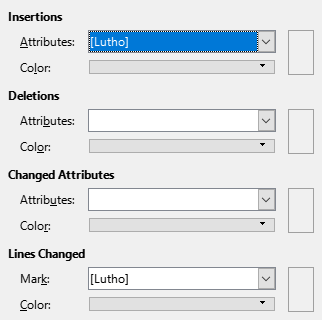 Insertions
Attributes: [Lutho]
Color:
Deletions
Attributes:
Color:
Changed Attributes
Attributes:
Color:
Lines Changed
Mark: [Lutho]
Color: